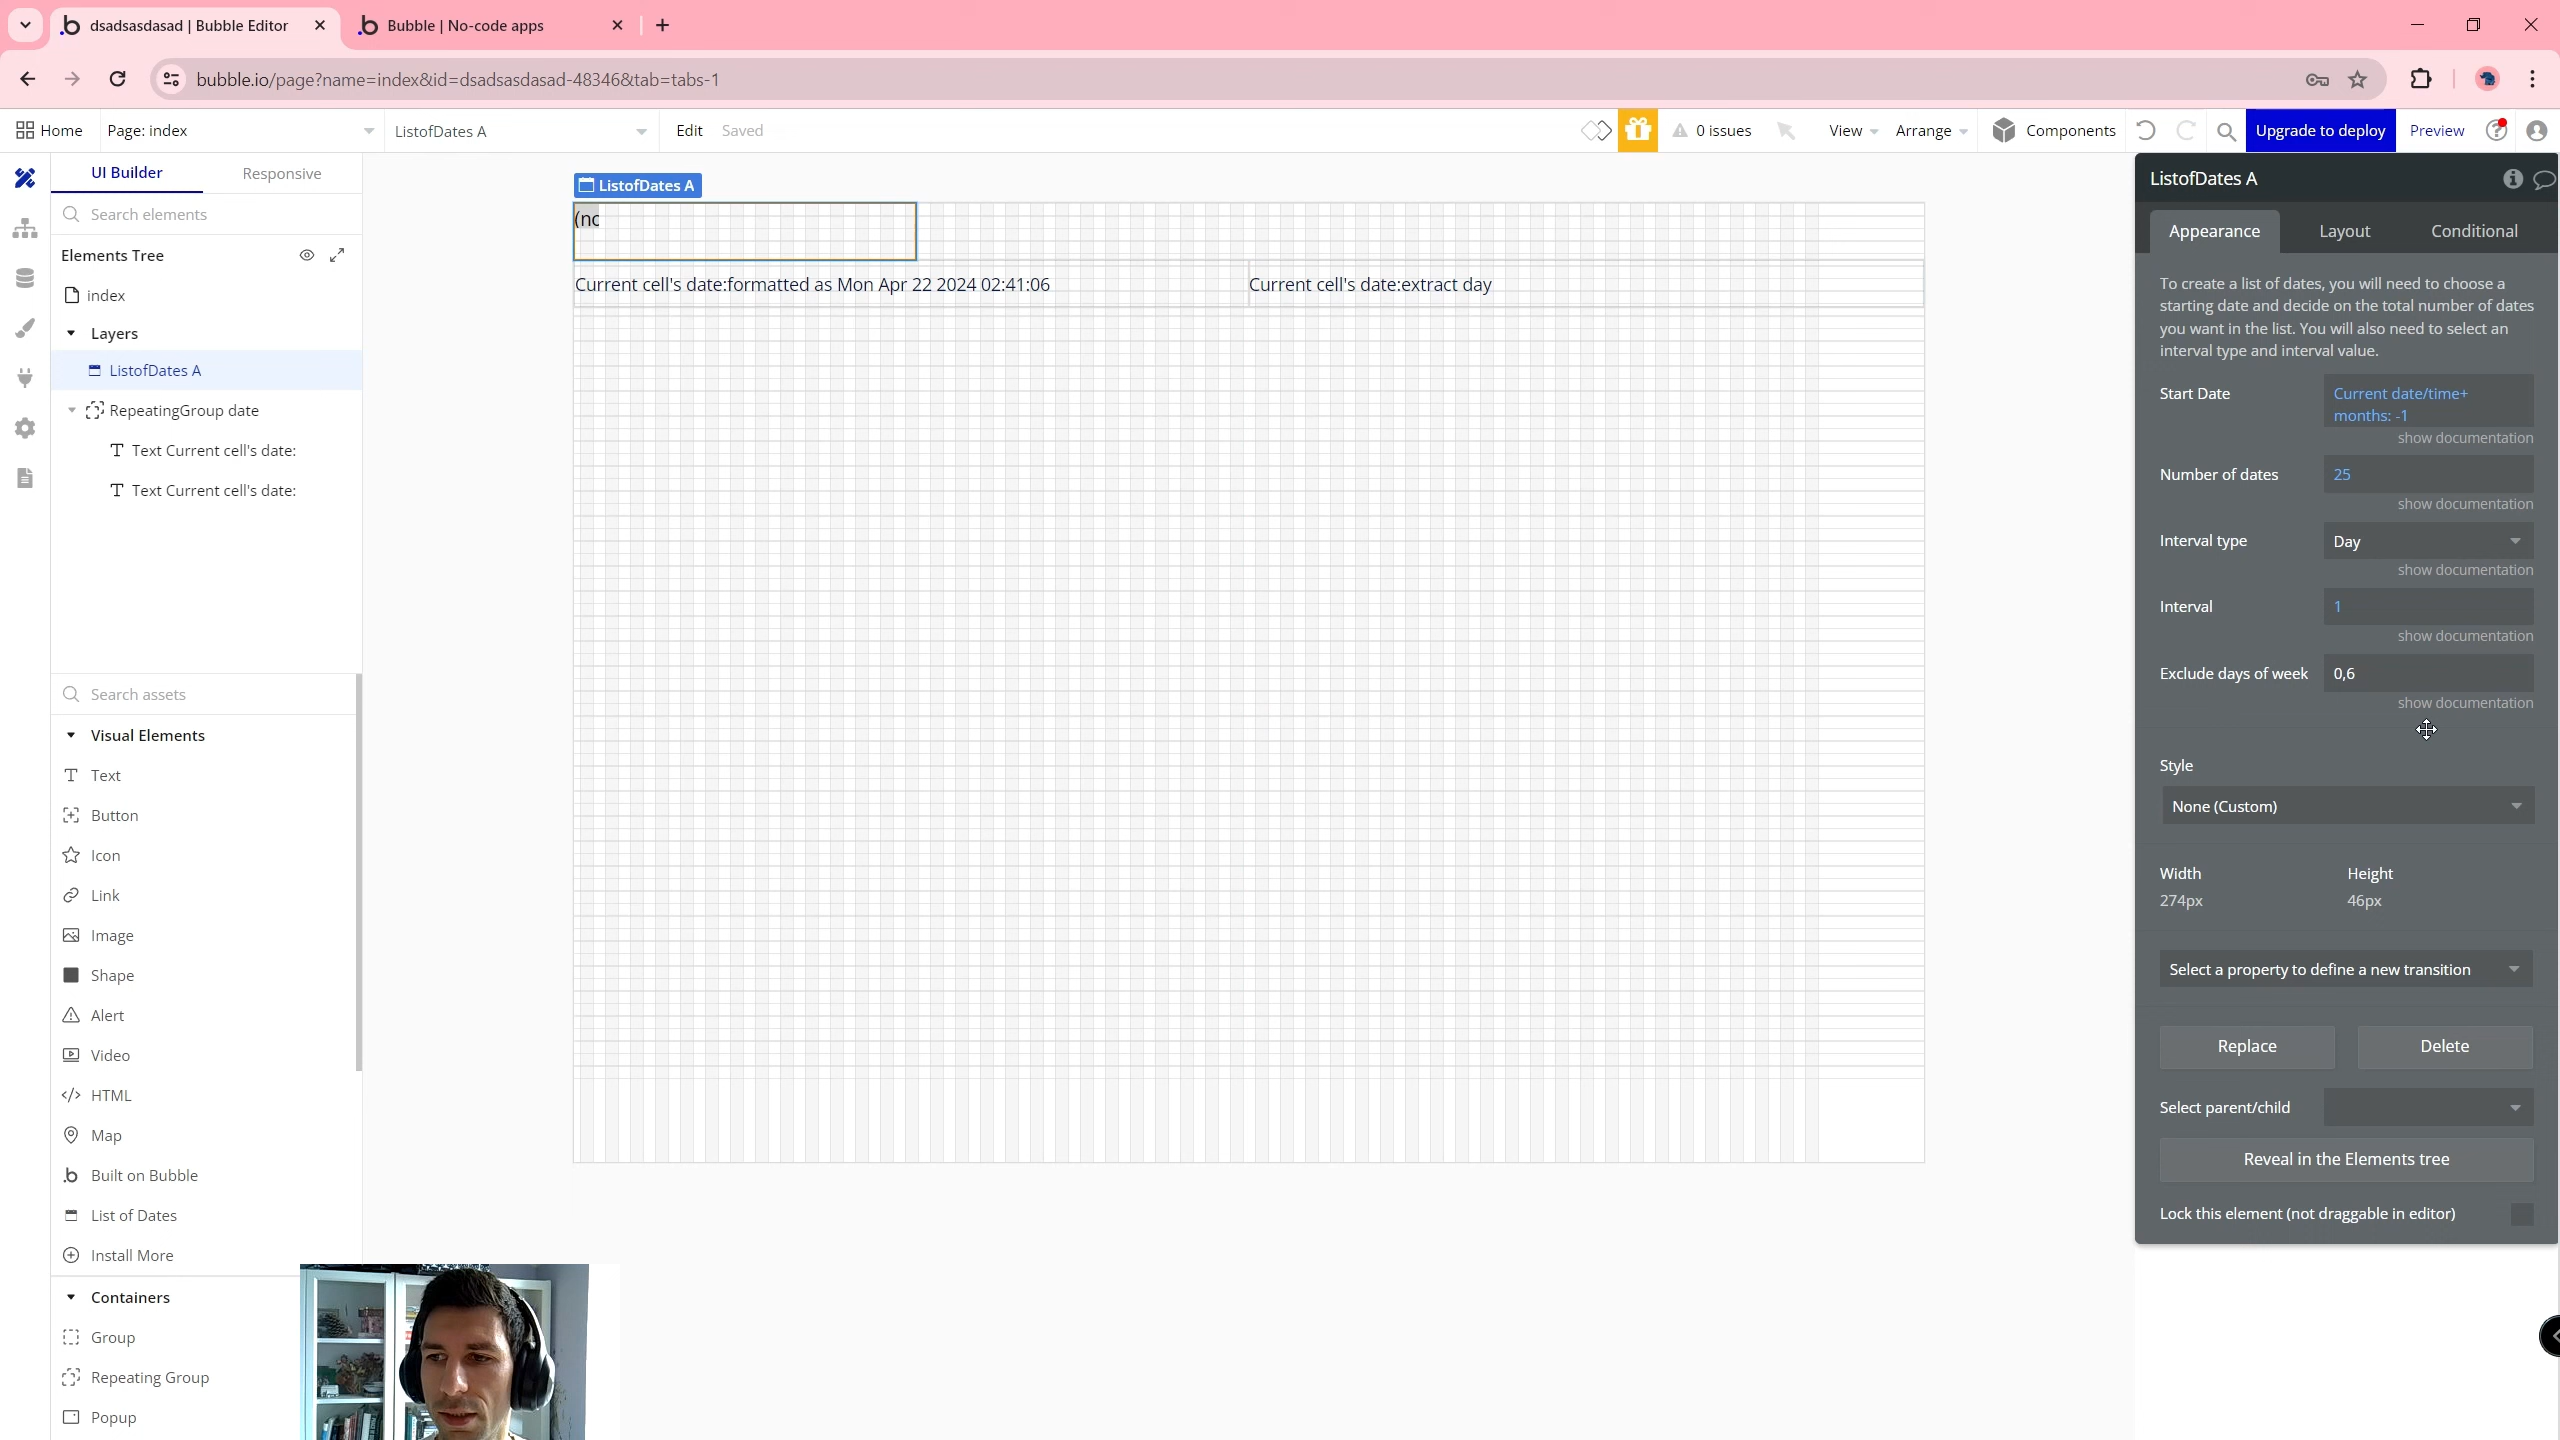 dsadsasdasad | Bubble Editor
Bubble | No-code apps
bubble.io/page?name=index&id=dsadsasdasad-48346&tab=tabs-1
Home
Page: index
ListofDates A
Edit
Saved
0 issues
View
Arrange
Components
Upgrade to deploy
Preview
UI Builder
Responsive
Search elements
Elements Tree
index
Layers
ListofDates A
RepeatingGroup date
Text Current cell's date:
Text Current cell's date:
Search assets
Visual Elements
Text
Button
Icon
Link
Image
Shape
Alert
Video
HTML
Map
Built on Bubble
List of Dates
Install More
Containers
Group
Repeating Group
Popup
ListofDates A
(nc
Current cell's date:formatted as Mon Apr 22 2024 02:41:06
Current cell's date:extract day
ListofDates A
Appearance
Layout
Conditional
To create a list of dates, you will need to choose a
starting date and decide on the total number of dates
you want in the list. You will also need to select an
interval type and interval value.
Start Date
Current date/time+
months: -1
show documentation
Number of dates
25
show documentation
Interval type
Day
show documentation
Interval
1
show documentation
Exclude days of week
0,6
show documentation
Style
None (Custom)
Width
Height
274px
46px
Select a property to define a new transition
Replace
Delete
Select parent/child
Reveal in the Elements tree
Lock this element (not draggable in editor)